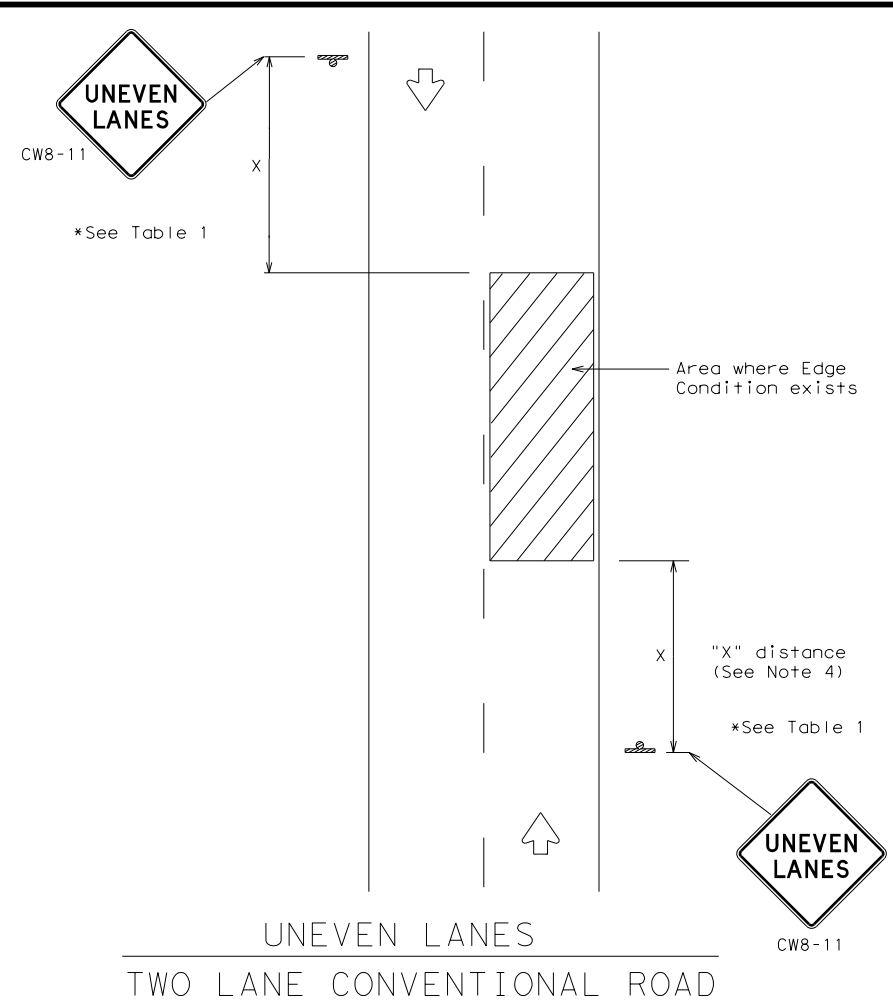 UNEVEN
LANES
CW8-11
X
*See Table 1
Area where Edge
Condition exists
X
"X" distance
(See Note 4)
*See Table 1
UNEVEN
LANES
CW8-11
UNEVEN LANES
TWO LANE CONVENTIONAL ROAD